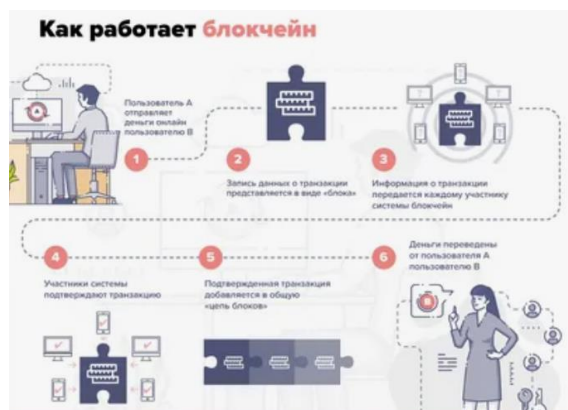 Как работает блокчейн
Пользователь А
отправляет
деньги онлайн
пользователю В
1
2
Запись данных о транзакции
представляется в виде «блока»
3
Информация о транзакции
передается каждому участнику
системы блокчейн
4
Участники системы
подтверждают транзакцию
5
Подтвержденная транзакция
добавляется в общую
«цепь блоков»
6
Деньги переведены
от пользователя А
пользователю В